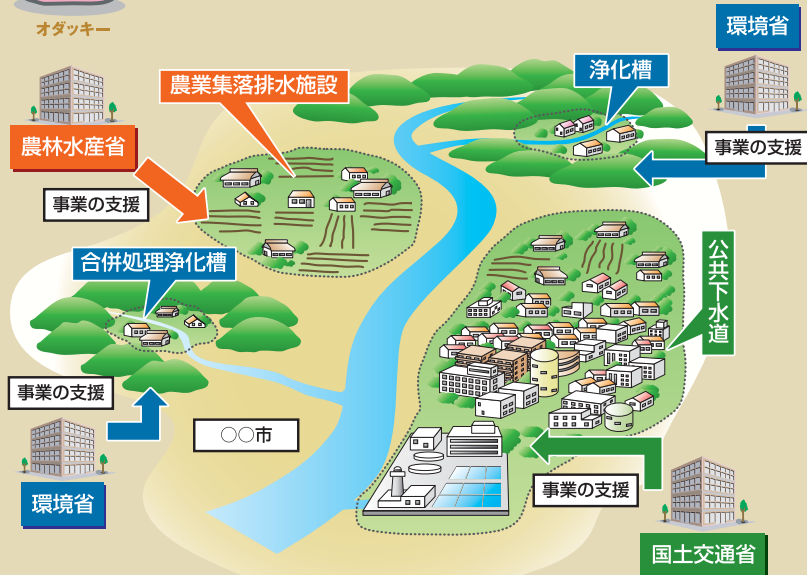 オダッキー
環境省
農業集落排水施設
浄化槽
農林水産省
事業の支援
事業の支援
公共下水道
合併処理浄化槽
事業の支援
○○市
事業の支援
環境省
国土交通省